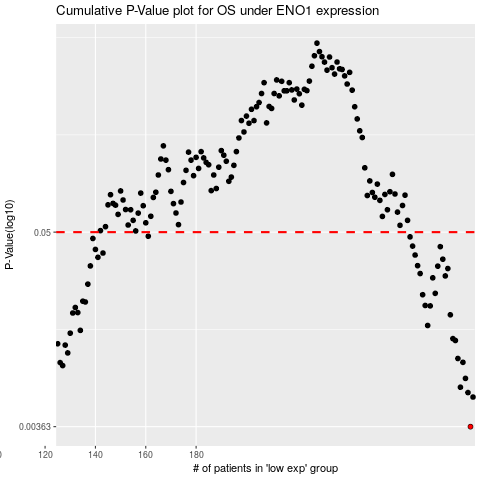 Cumulative P-Value plot for OS under ENO1 expression
P-Value(log10)
0.05
0.00363
0 120 140 160 180
# of patients in 'low exp' group